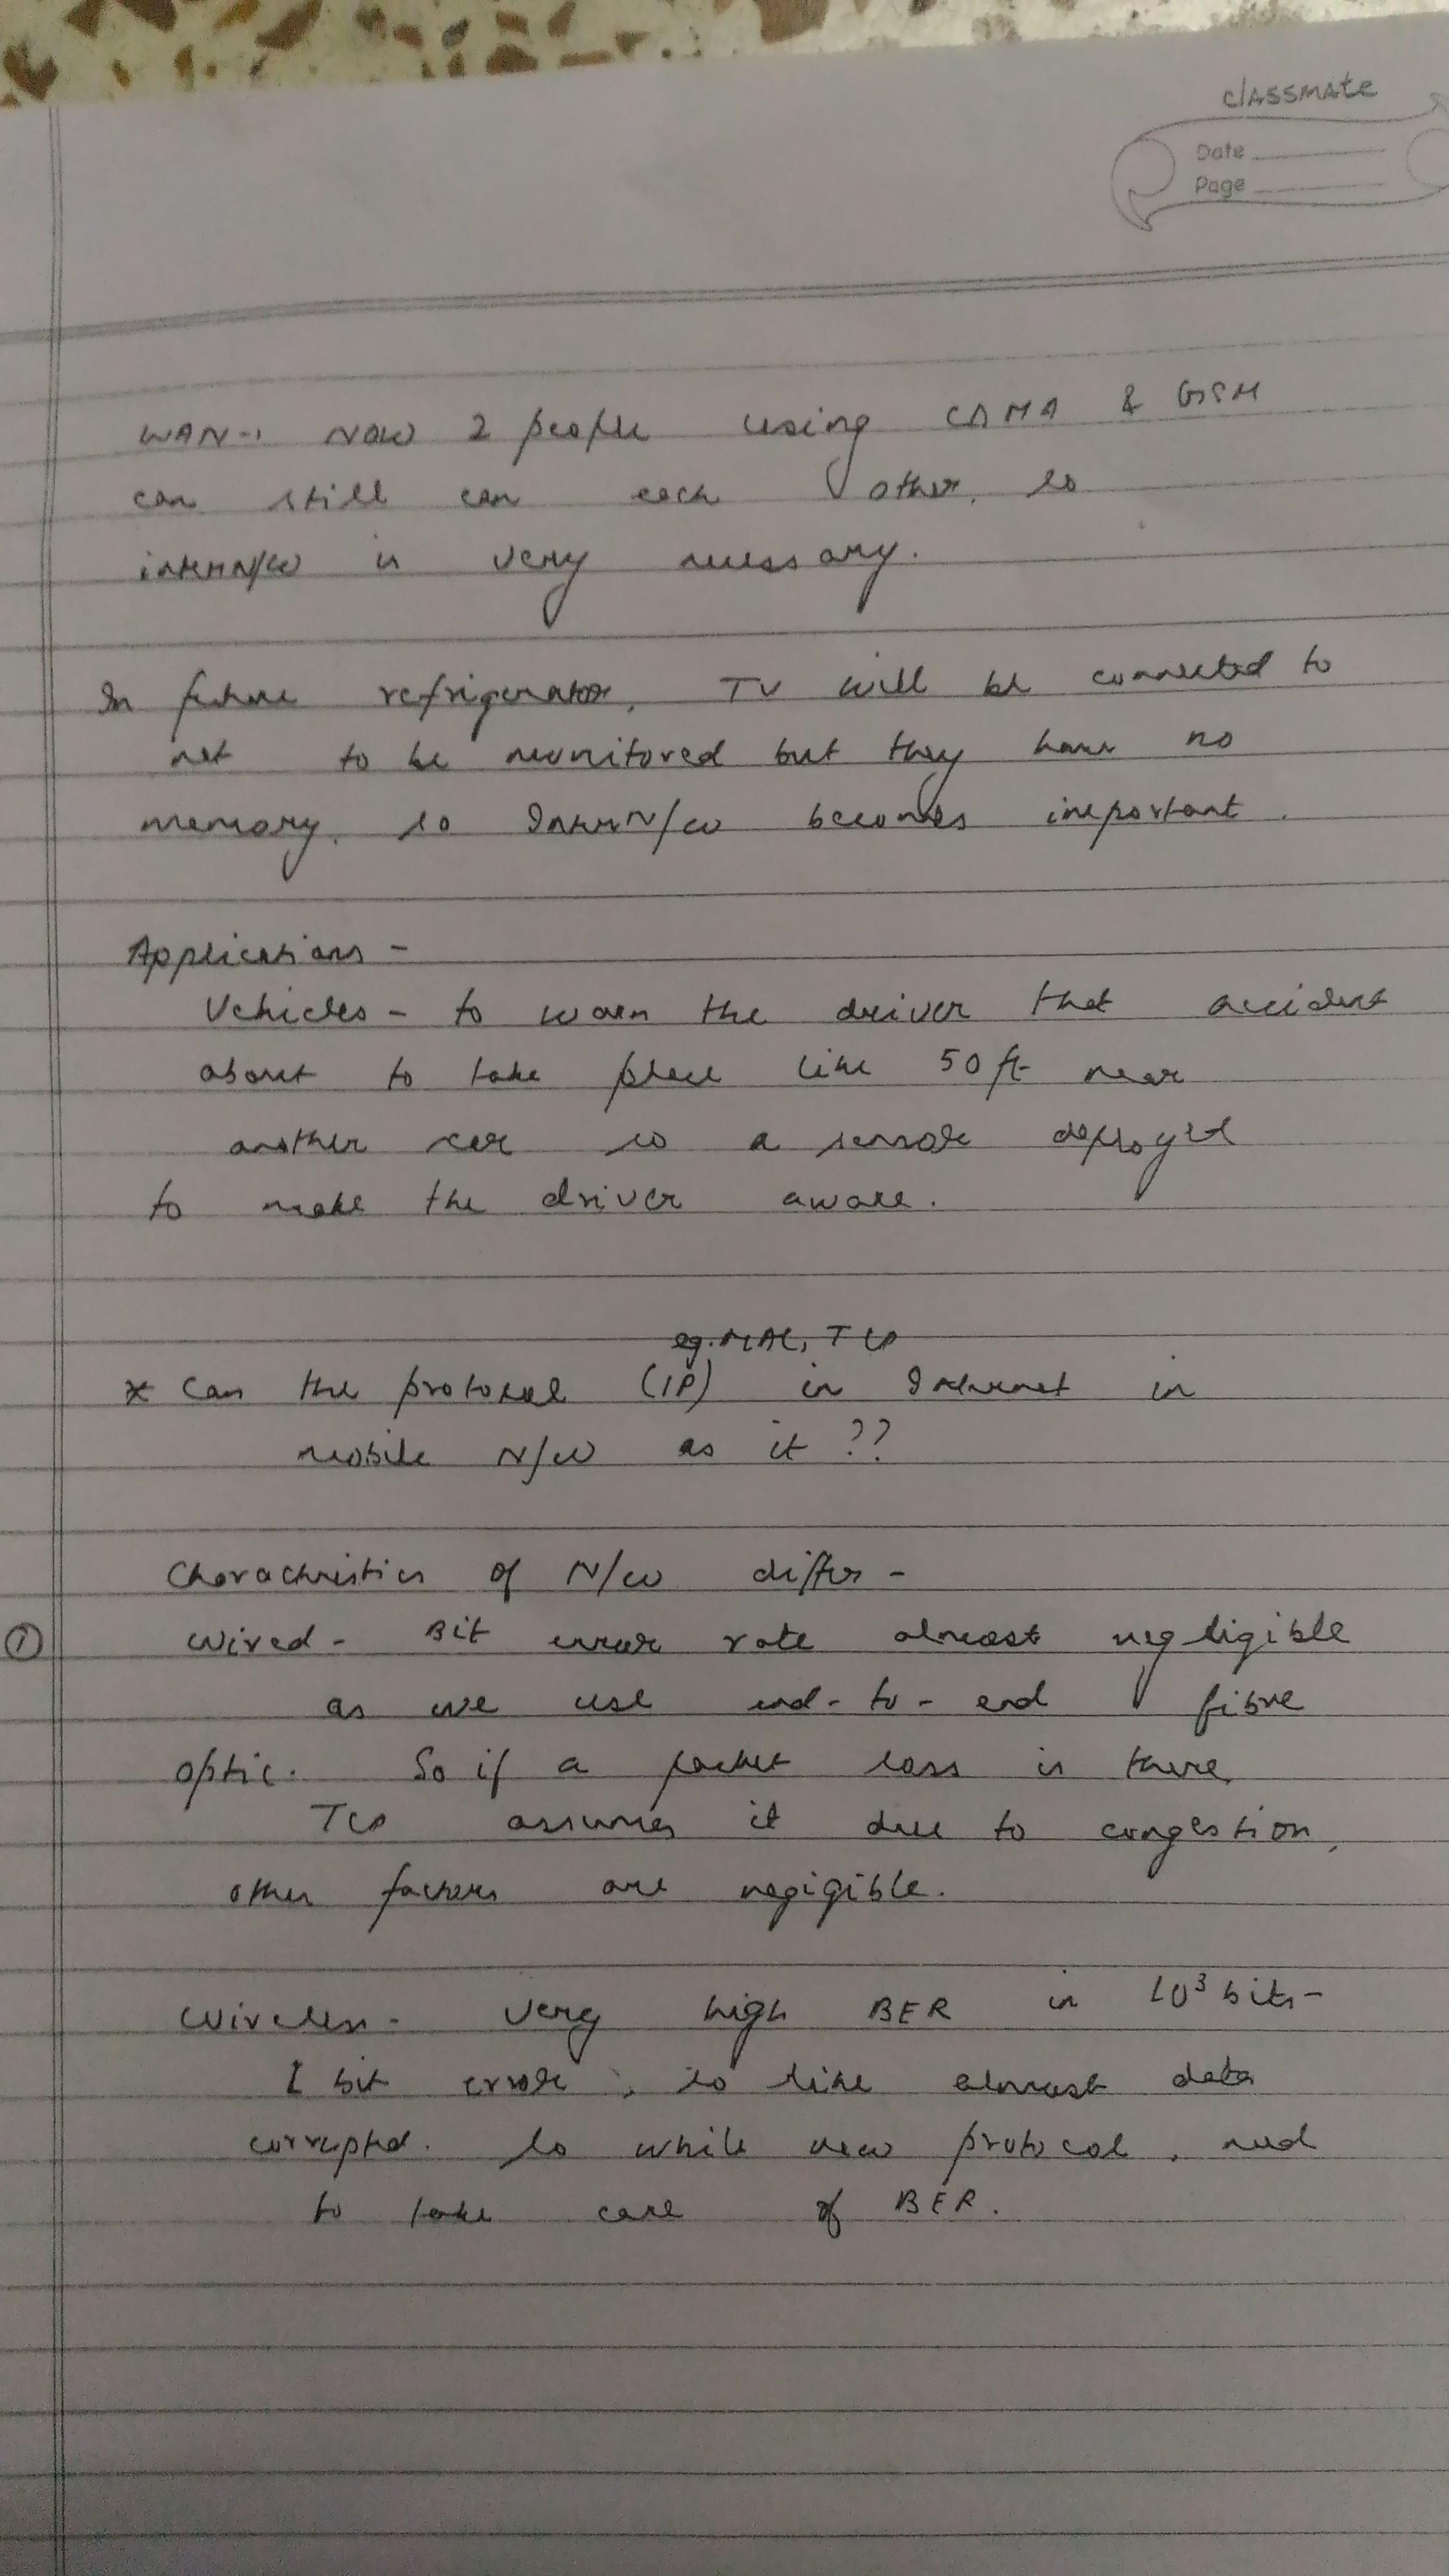 classmate
Date
Page
WAN-1 NOW 2 people using CDMA & GSM
can still can each other, so
interN/W is very necessary.
In future refrigerator, TV will be connected to
net to be monitored but they have no
memory, so InterN/w becomes important.
Applications -
Vehicles - to warn the driver that accident
about to take place like 50 ft near
another car so a sensor deployed
to make the driver aware.
eg. MAC, TCP
* Can the protocol (IP) in Internet in
mobile N/W as it ??
Charachristics of N/w differ -
① Wired - Bit error rate almost negligible
as we use end-to-end fibre
optic. So if a packet loss is there,
TCP assumes it due to congestion,
other factors are negigible.
Wireless - very high BER in 10³ bits -
1 bit error, so like almost data
corrupted. So while new protocol, need
to take care of BER.